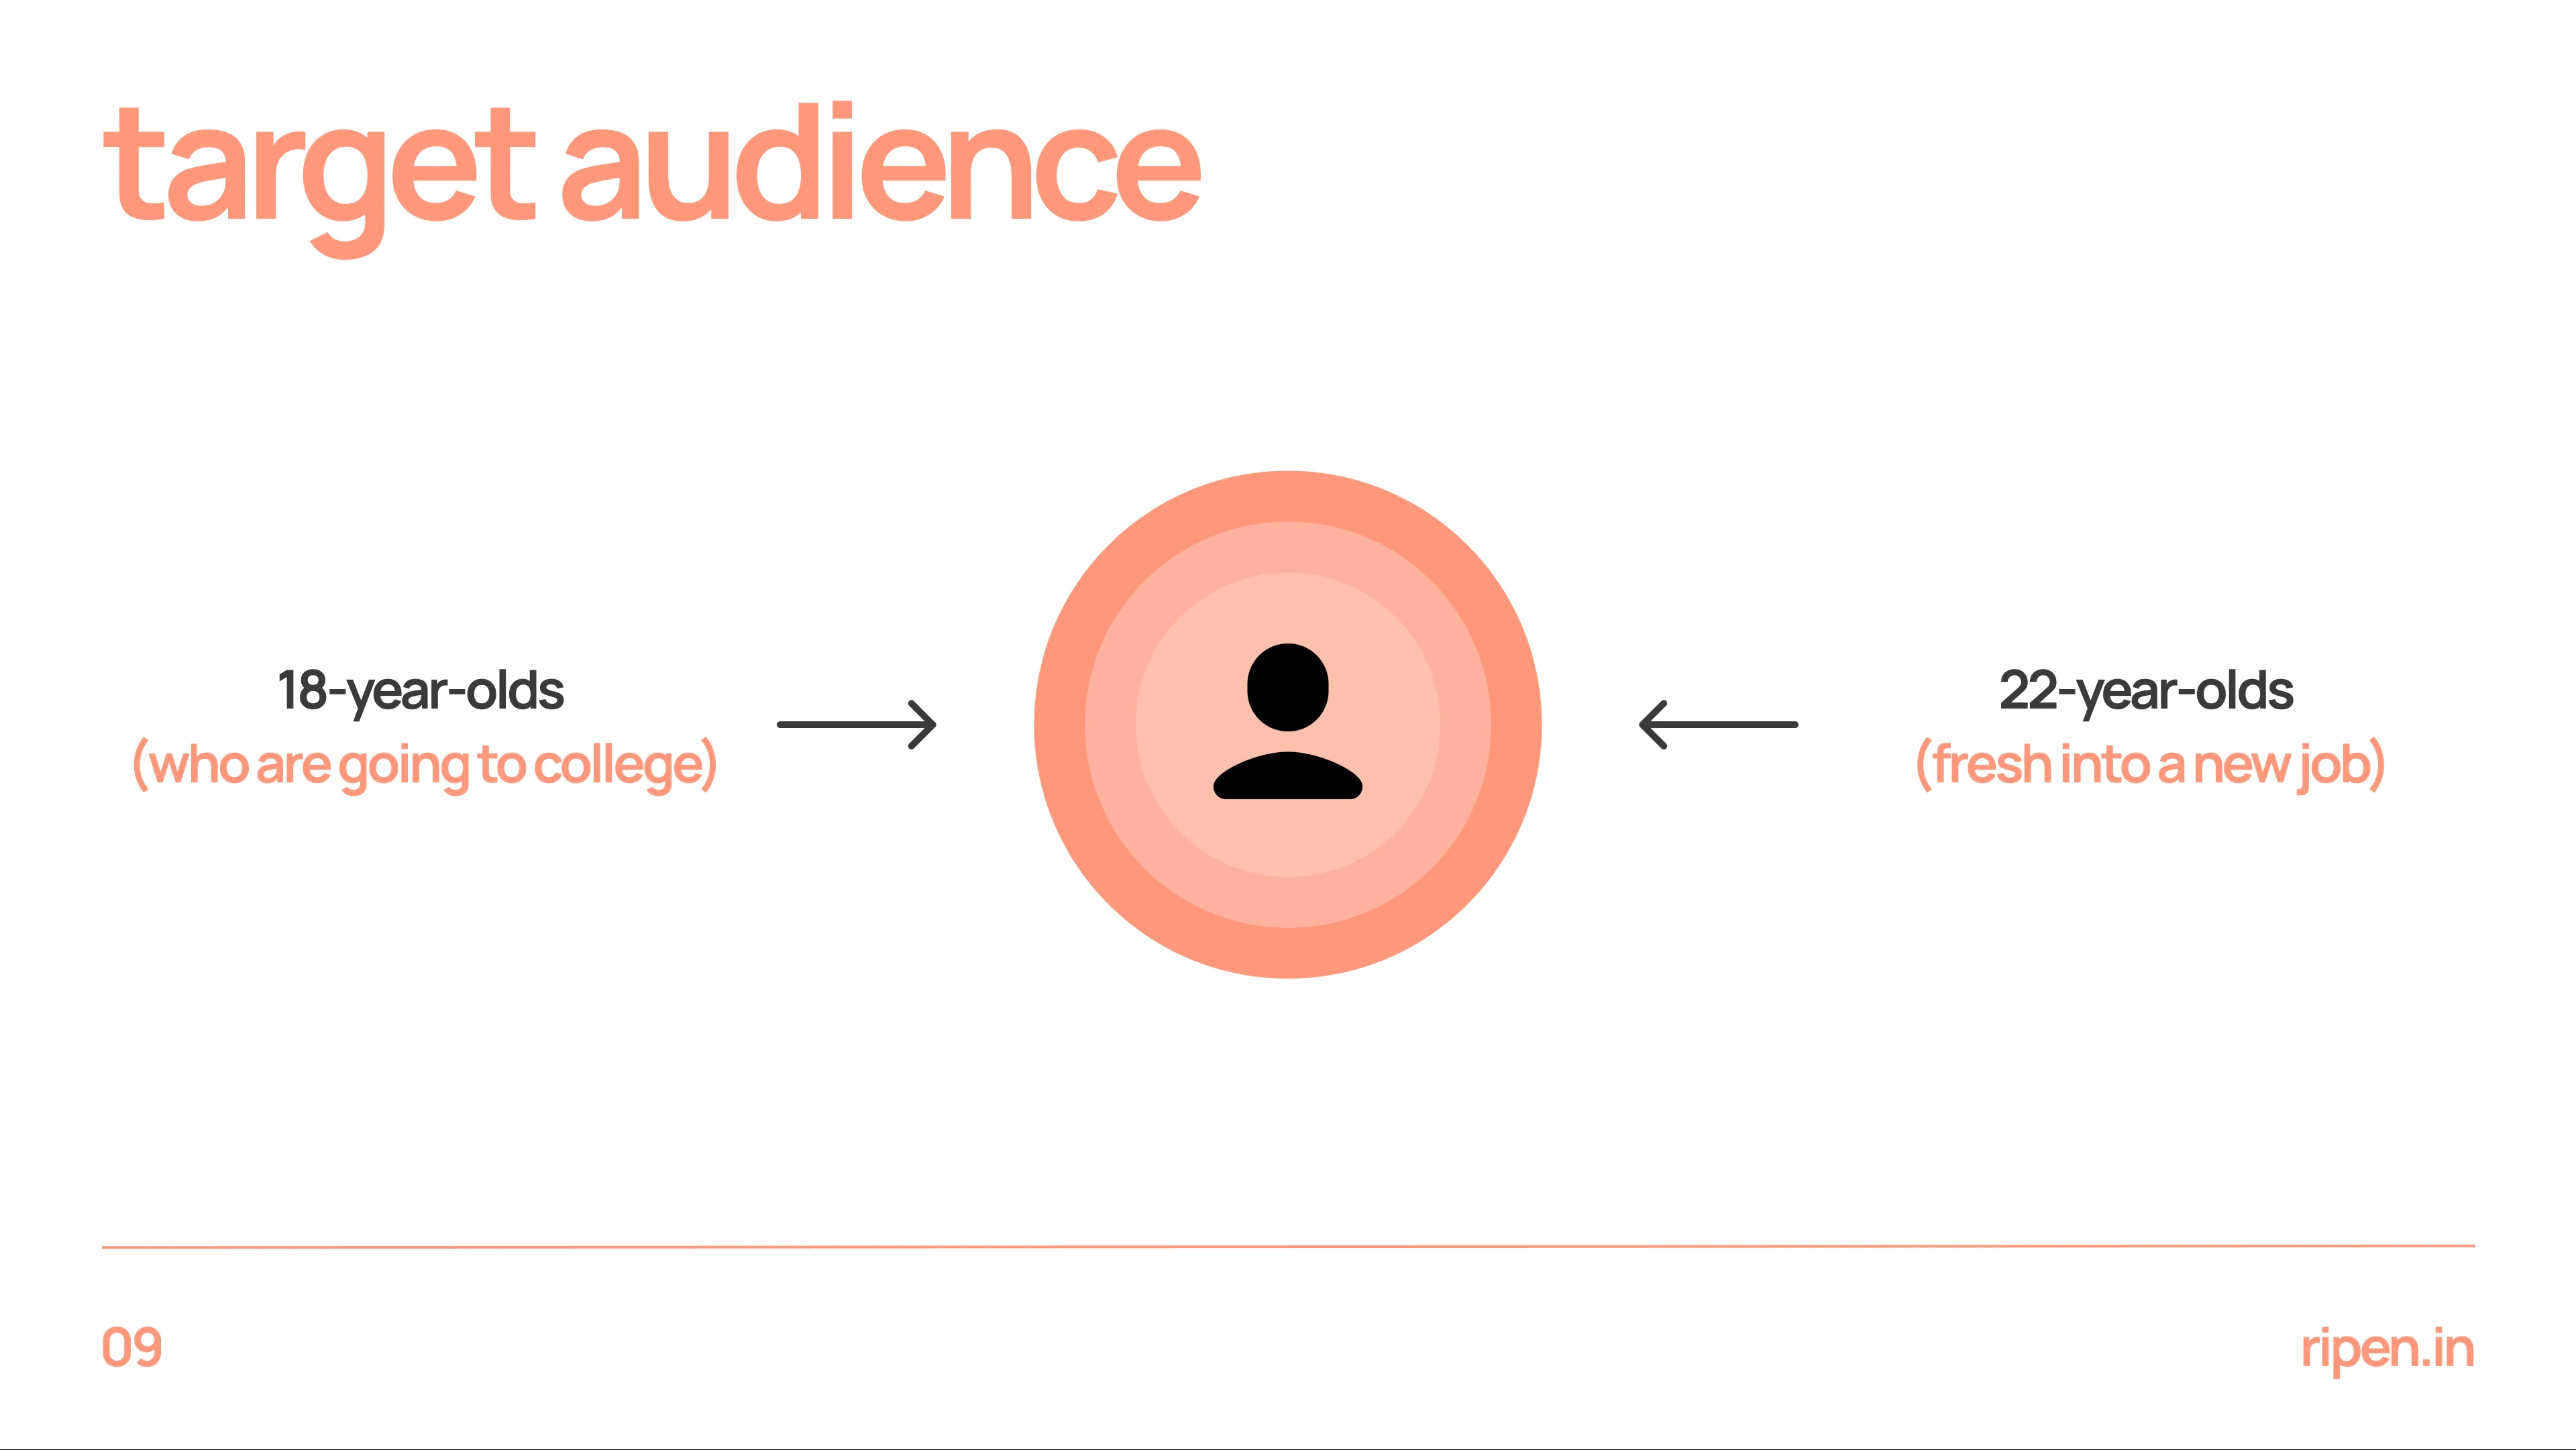 target audience
18-year-olds
(who are going to college)
22-year-olds
(fresh into a new job)
09
ripen.in